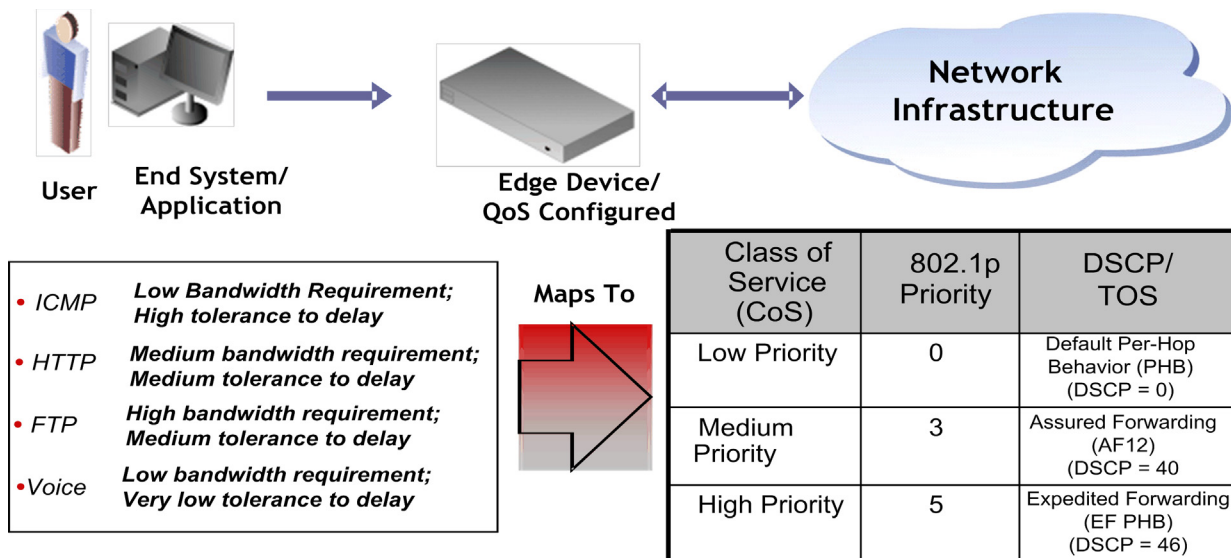 User
End System/
Application
Edge Device/
QoS Configured
Network
Infrastructure
• ICMP Low Bandwidth Requirement;
High tolerance to delay
• HTTP Medium bandwidth requirement;
Medium tolerance to delay
• FTP High bandwidth requirement;
Medium tolerance to delay
•Voice Low bandwidth requirement;
Very low tolerance to delay
Maps To
Class of
Service
(CoS)
802.1p
Priority
DSCP/
TOS
Low Priority
0
Default Per-Hop
Behavior (PHB)
(DSCP = 0)
Medium
Priority
3
Assured Forwarding
(AF12)
(DSCP = 40
High Priority
5
Expedited Forwarding
(EF PHB)
(DSCP = 46)